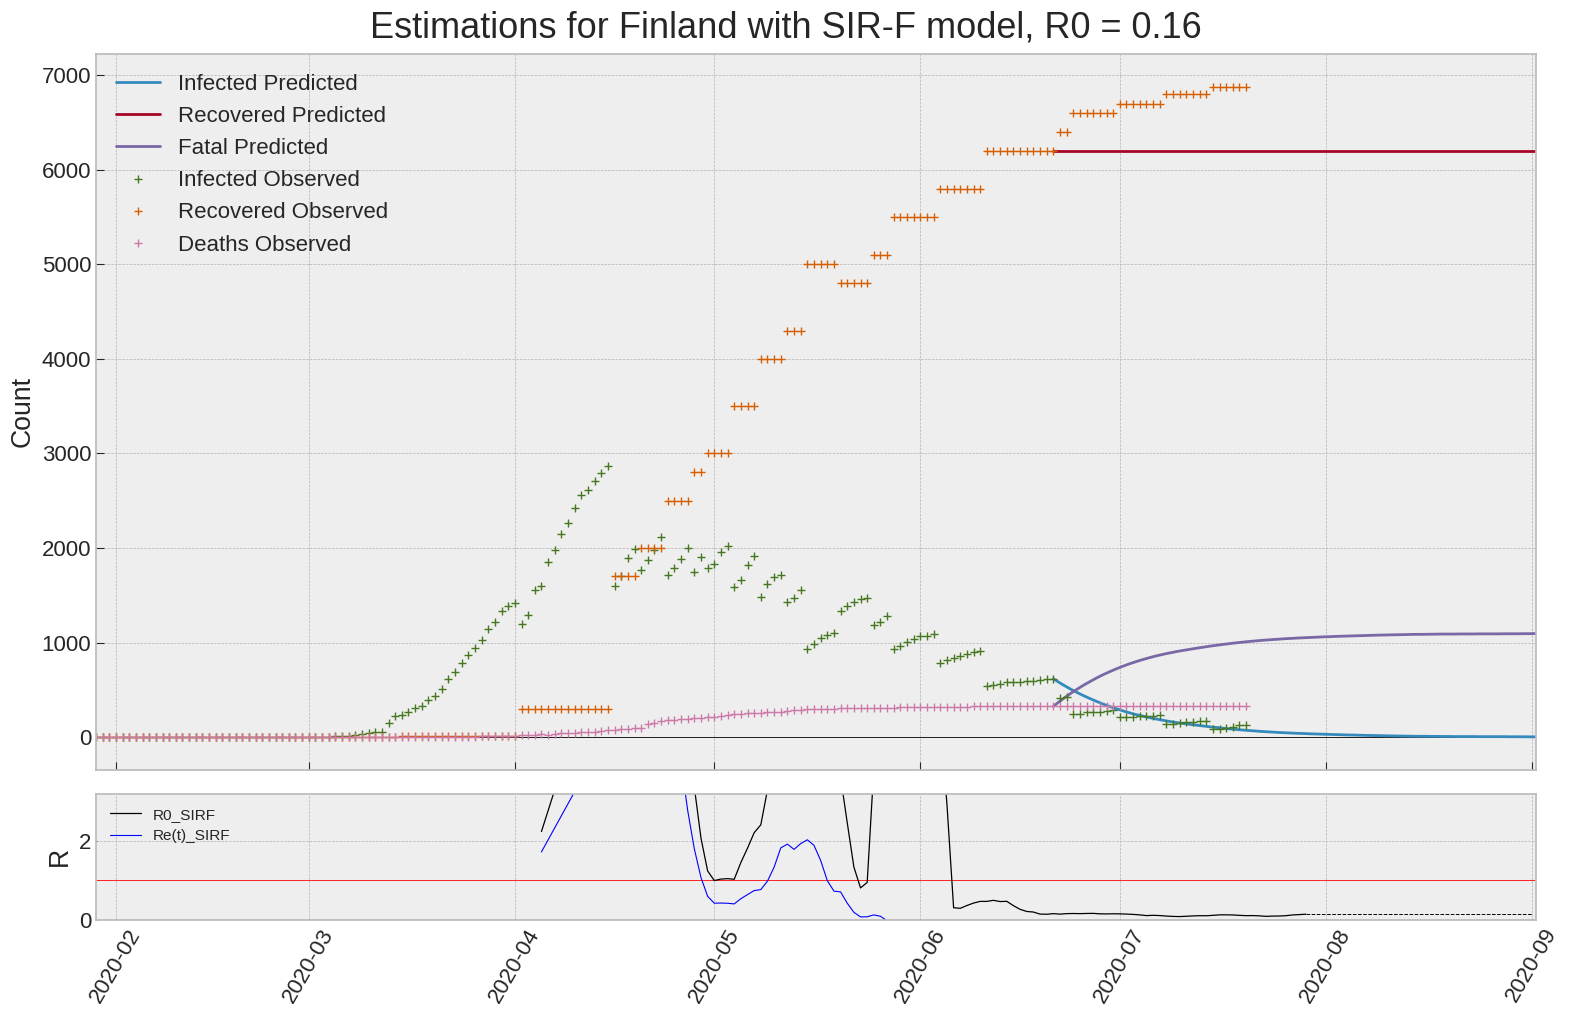 Estimations for Finland with SIR-F model, R0 = 0.16
Count
7000
6000
5000
4000
3000
2000
1000
0
Infected Predicted
Recovered Predicted
Fatal Predicted
Infected Observed
Recovered Observed
Deaths Observed
R
2
0
R0_SIRF
Re(t)_SIRF
2020-02
2020-03
2020-04
2020-05
2020-06
2020-07
2020-08
2020-09